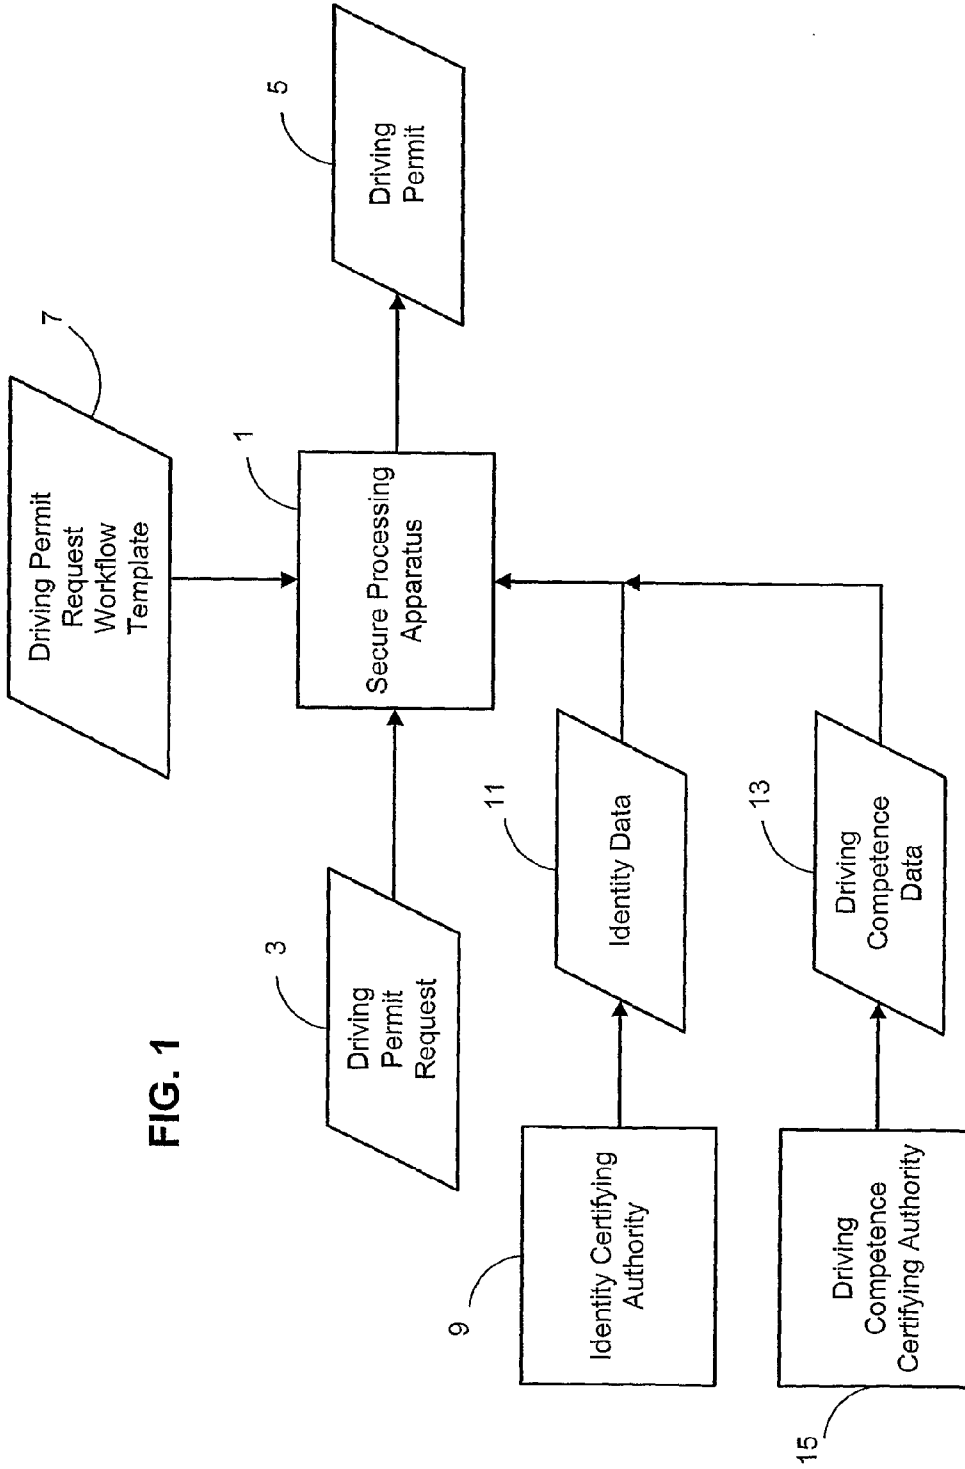 FIG. 1
Driving Permit
Request
Workflow
Template
7
3
Driving
Permit
Request
1
Secure Processing
Apparatus
5
Driving
Permit
9
Identity Certifying
Authority
11
Identity Data
15
Driving
Competence
Certifying Authority
13
Driving
Competence
Data